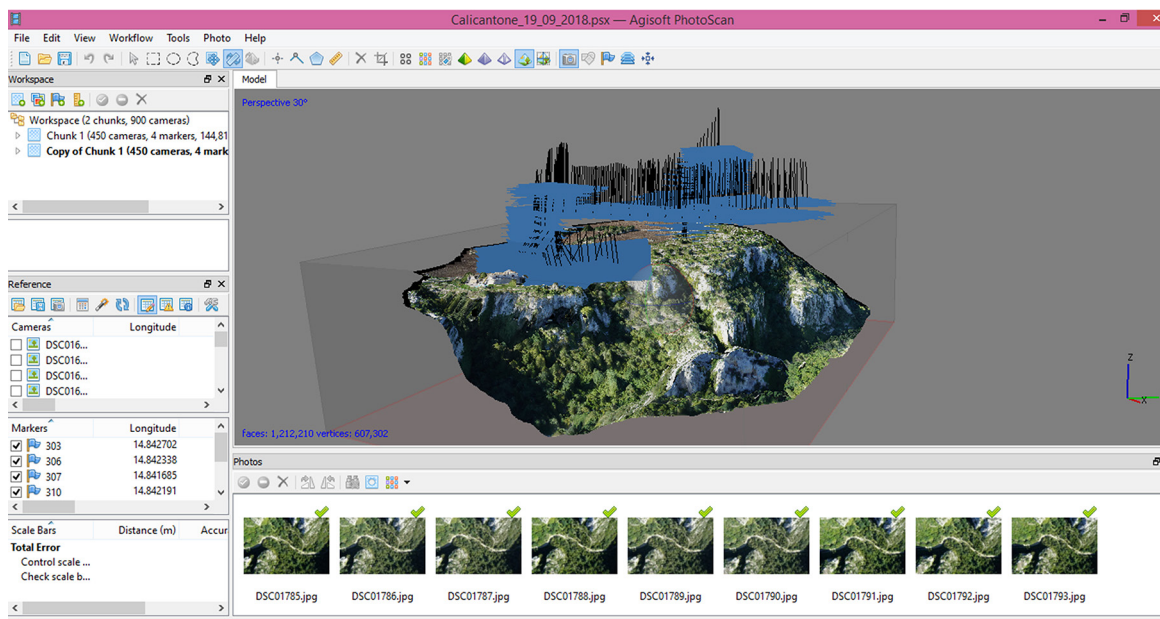 Calicantone_19_09_2018.psx — Agisoft PhotoScan
File Edit View Workflow Tools Photo Help
Workspace
Model
Perspective 30°
Workspace (2 chunks, 900 cameras)
Chunk 1 (450 cameras, 4 markers, 144,81
Copy of Chunk 1 (450 cameras, 4 mark
Reference
Cameras Longitude
DSC016...
DSC016...
DSC016...
DSC016...
Z
X
Markers Longitude
303 14.842702
306 14.842338
307 14.841685
310 14.842191
faces: 1,212,210 vertices: 607,302
Photos
Scale Bars Distance (m) Accur
Total Error
Control scale ...
Check scale b...
DSC01785.jpg DSC01786.jpg DSC01787.jpg DSC01788.jpg DSC01789.jpg DSC01790.jpg DSC01791.jpg DSC01792.jpg DSC01793.jpg